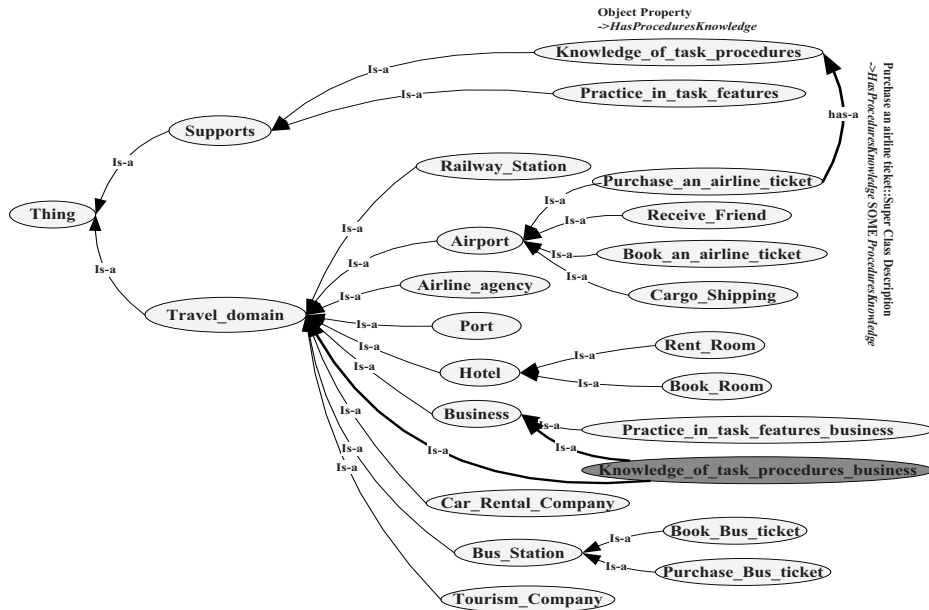 Object Property
->HasProceduresKnowledge
Knowledge_of_task_procedures
Is-a
Is-a
Practice_in_task_features
Supports
has-a
Purchase an airline ticket::Super Class Description
->HasProceduresKnowledge SOME ProceduresKnowledge
Is-a
Railway_Station
Is-a
Purchase_an_airline_ticket
Is-a
Thing
Is-a
Receive_Friend
Is-a
Airport
Is-a
Book_an_airline_ticket
Is-a
Is-a
Airline_agency
Is-a
Cargo_Shipping
Travel_domain
Is-a
Port
Is-a
Rent_Room
Is-a
Hotel
Is-a
Book_Room
Is-a
Business
Is-a
Practice_in_task_features_business
Is-a
Is-a
Knowledge_of_task_procedures_business
Is-a
Car_Rental_Company
Is-a
Book_Bus_ticket
Is-a
Bus_Station
Is-a
Purchase_Bus_ticket
Is-a
Tourism_Company